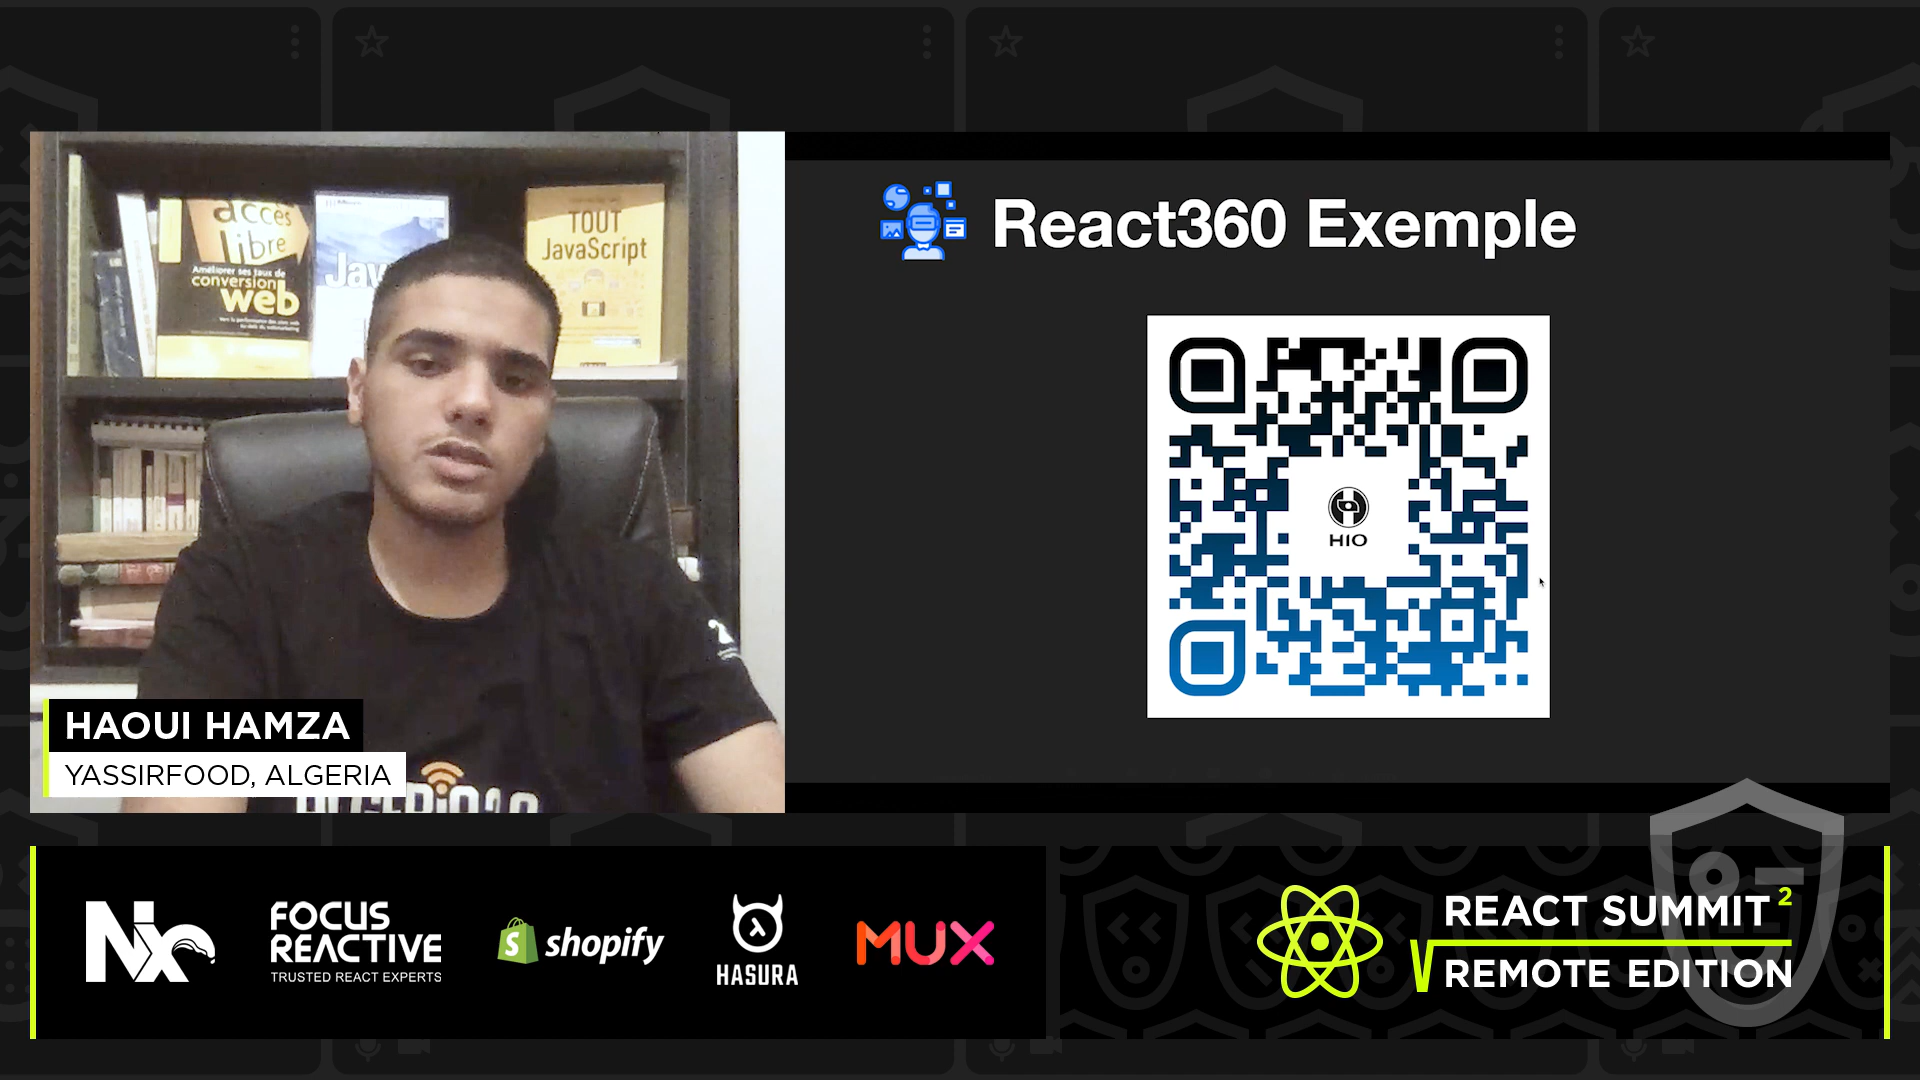 accès
libre
Améliorer ses taux de
conversion
web
Jav
TOUT
JavaScript
HAOUI HAMZA
YASSIRFOOD, ALGERIA
React360 Exemple
HIO
Nx
FOCUS
REACTIVE
TRUSTED REACT EXPERTS
shopify
HASURA
MUX
REACT SUMMIT 2
REMOTE EDITION